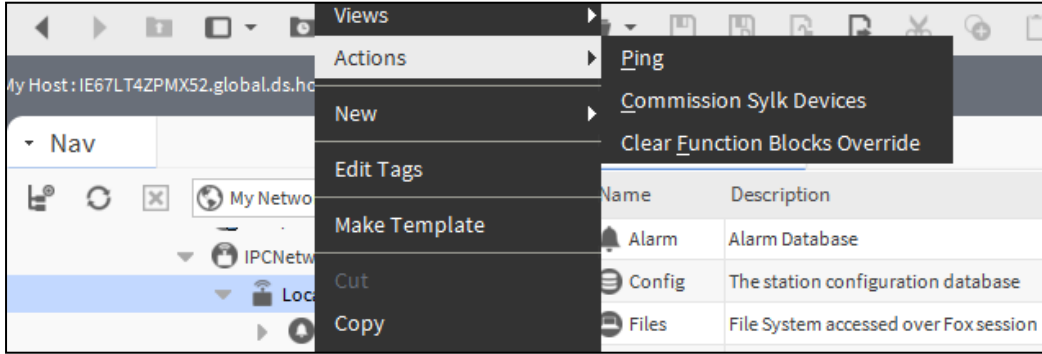 Views
Actions
Ping
My Host : IE67LT4ZPMX52.global.ds.ho
Commission Sylk Devices
New
Clear Function Blocks Override
Nav
Edit Tags
My Netwo
Name Description
Make Template
Alarm Alarm Database
IPCNetw
Cut
Config The station configuration database
Loca
Copy
Files File System accessed over Fox session